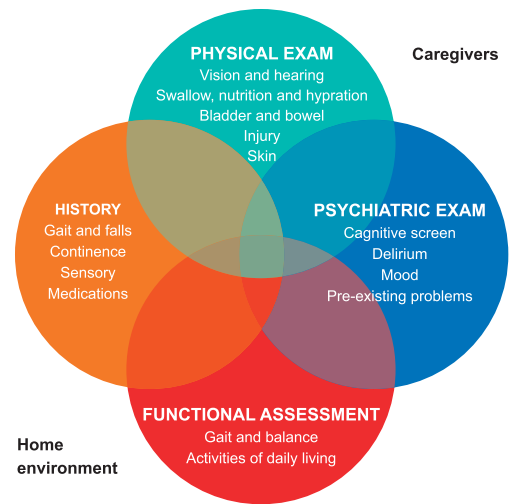 PHYSICAL EXAM
Vision and hearing
Swallow, nutrition and hypration
Bladder and bowel
Injury
Skin
Caregivers
HISTORY
Gait and falls
Continence
Sensory
Medications
PSYCHIATRIC EXAM
Cagnitive screen
Delirium
Mood
Pre-existing problems
FUNCTIONAL ASSESSMENT
Gait and balance
Activities of daily living
Home
environment